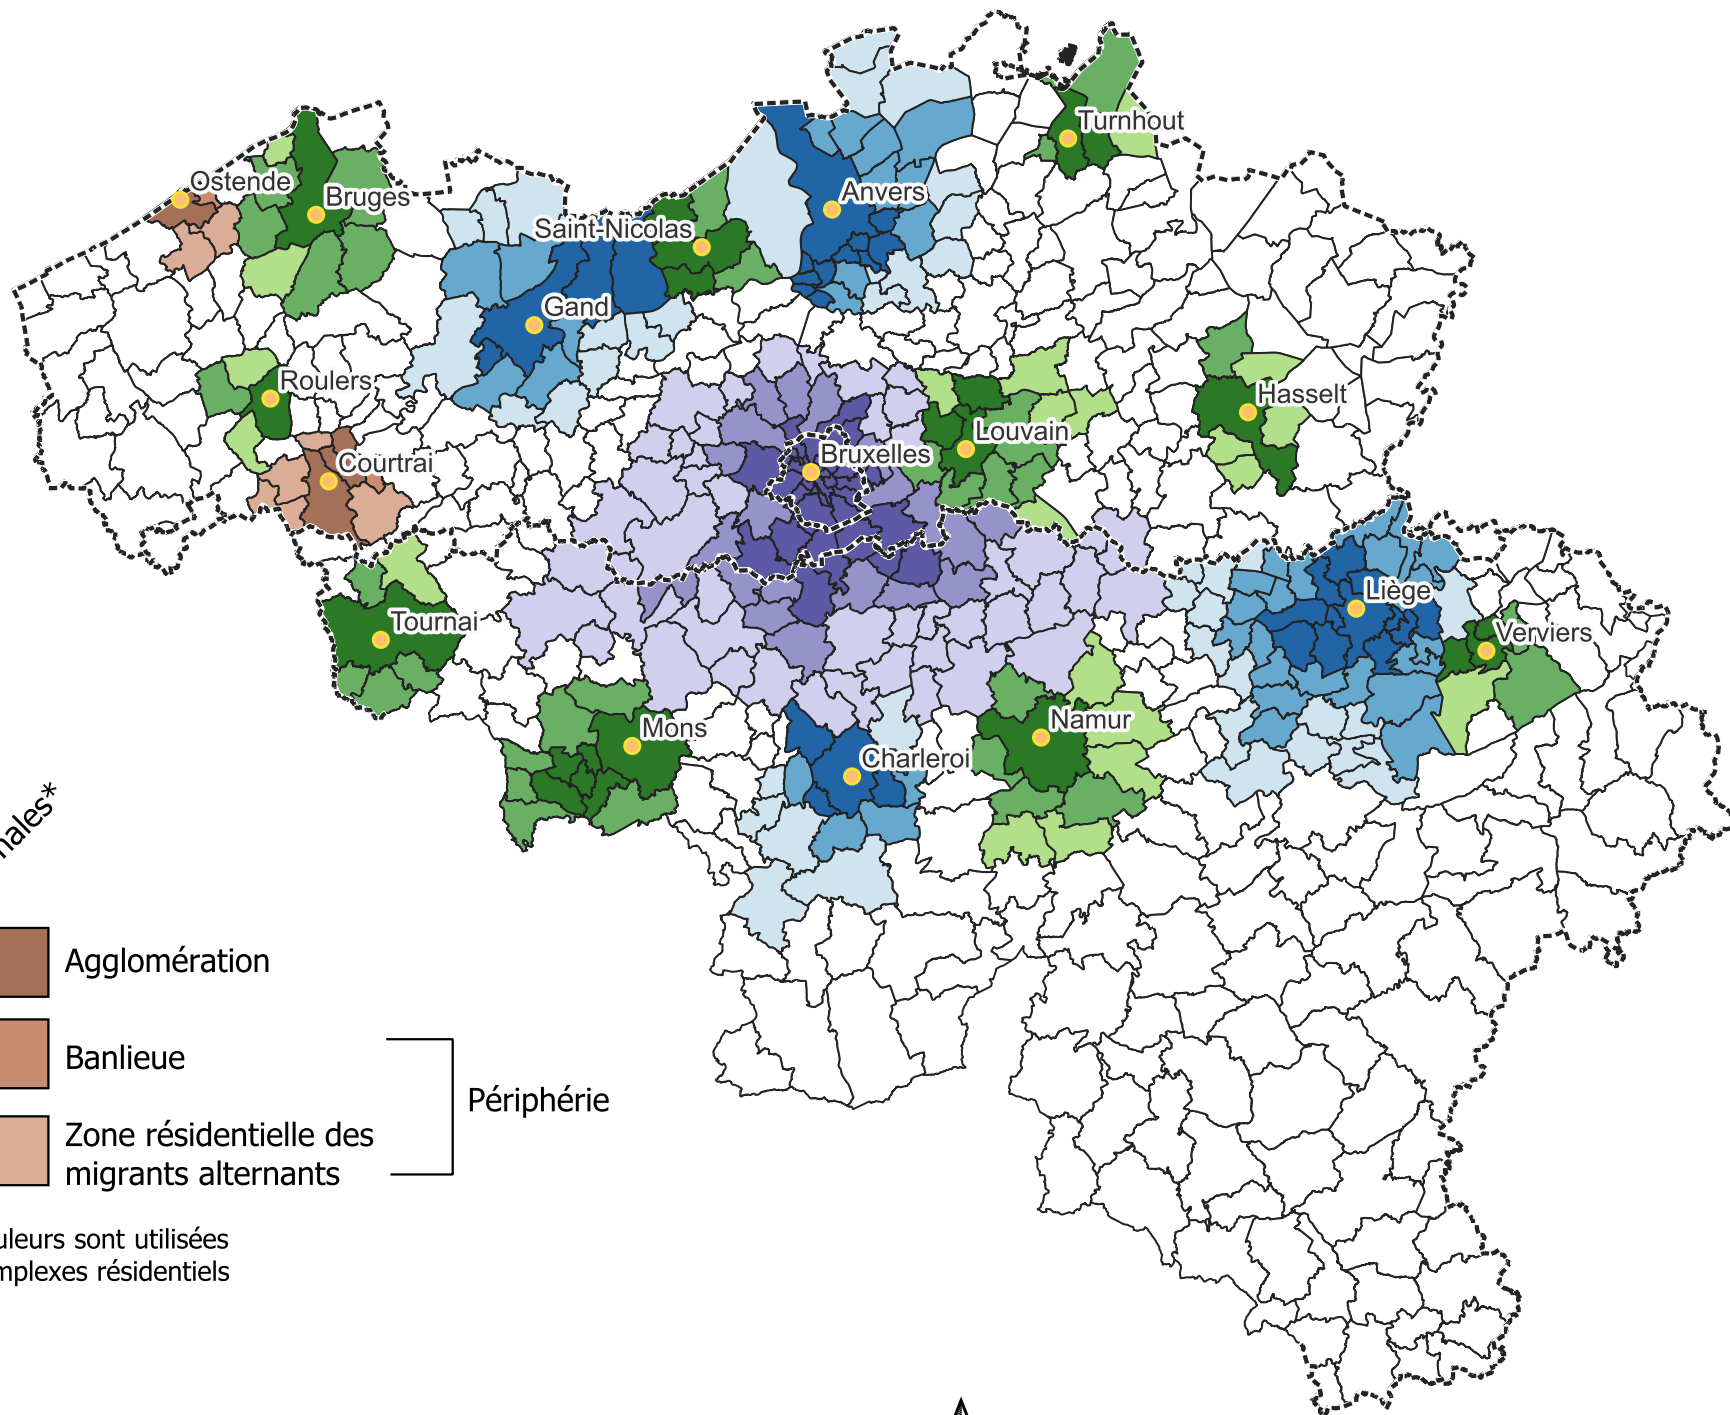 Turnhout
Ostende
Bruges
Anvers
Saint-Nicolas
Gand
Roulers
Hasselt
Louvain
Courtrai
Bruxelles
Liège
Tournai
Verviers
Namur
Mons
Charleroi
nales*
Agglomération
Banlieue
Périphérie
Zone résidentielle des
migrants alternants
uleurs sont utilisées
mplexes résidentiels